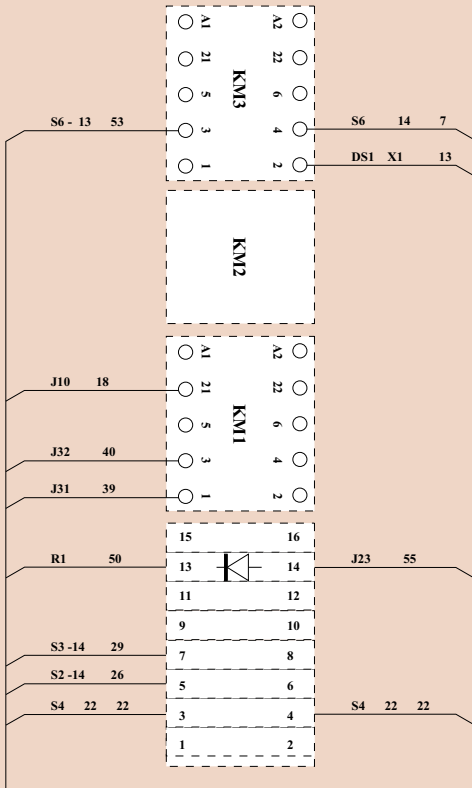 A1 A2
21 22
KM3
5 6
S6 - 13 53 3 4 S6 14 7
1 2 DS1 X1 13
KM2
A1 A2
J10 18 21 22
KM1
5 6
J32 40 3 4
J31 39 1 2
15 16
R1 50 13 14 J23 55
11 12
9 10
S3 -14 29 7 8
S2 -14 26 5 6
S4 22 22 3 4 S4 22 22
1 2